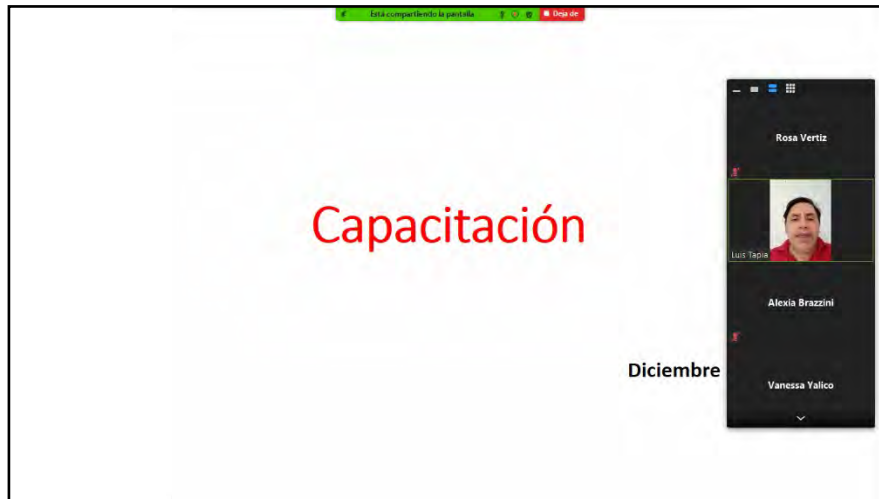 Está compartiendo la pantalla
Deja de
Rosa Vertiz
Capacitación
Luis Tapia
Alexia Brazzini
Diciembre
Vanessa Yalico